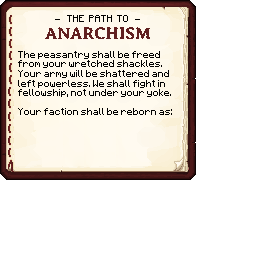 – THE PATH TO –
ANARCHISM
The peasantry shall be freed
from your wretched shackles.
Your army will be shattered and
left powerless. We shall fight in
fellowship, not under your yoke.
Your faction shall be reborn as: